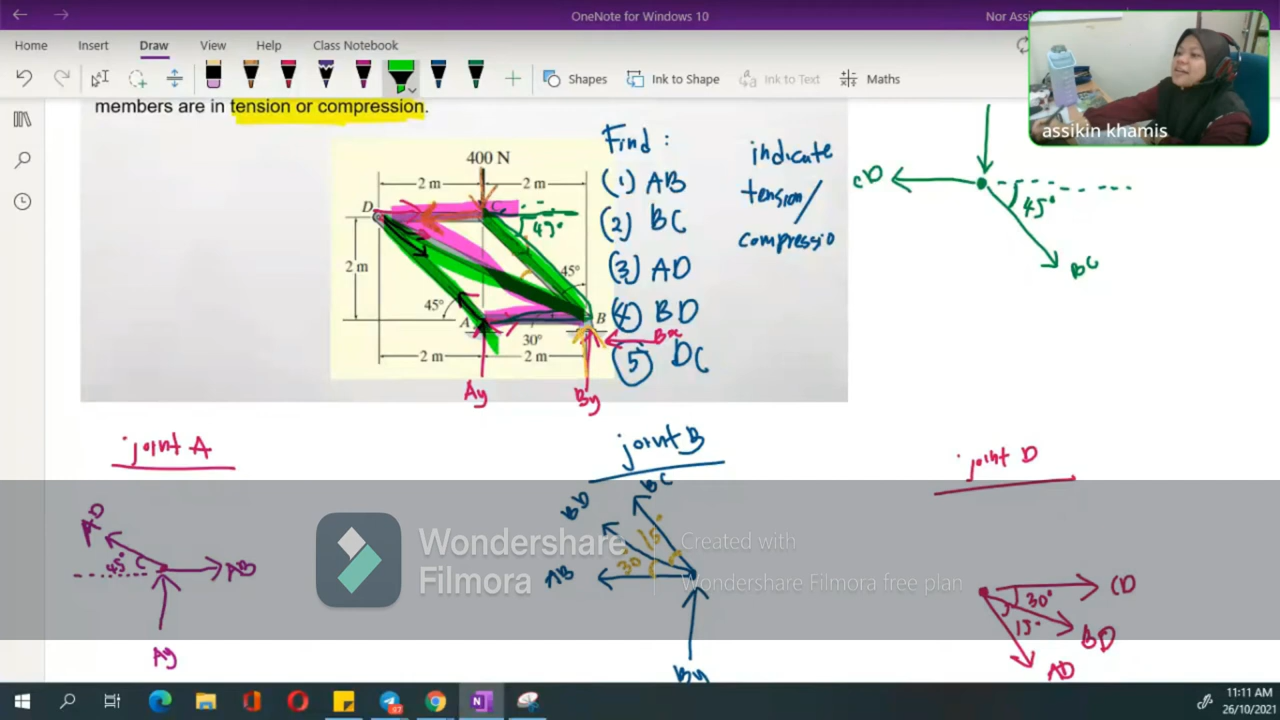 OneNote for Windows 10
Nor Assi
Home Insert Draw View Help Class Notebook
Shapes Ink to Shape Ink to Text Maths
assikin khamis
members are in tension or compression.
400 N
2 m 2 m
D C
45°
2 m
45°
45°
A B
30°
2 m 2 m
Ay By Bx
Find :
(1) AB
(2) BC
(3) AD
(4) BD
(5) DC
indicate
tension/
compressio
CD
45°
BC
joint A
AD
45°
AB
Ay
joint B
BC
BD
15°
30°
AB
By
joint D
CD
30°
15°
BD
AD
Wondershare
Filmora
Created with
Wondershare Filmora free plan
11:11 AM
26/10/2021